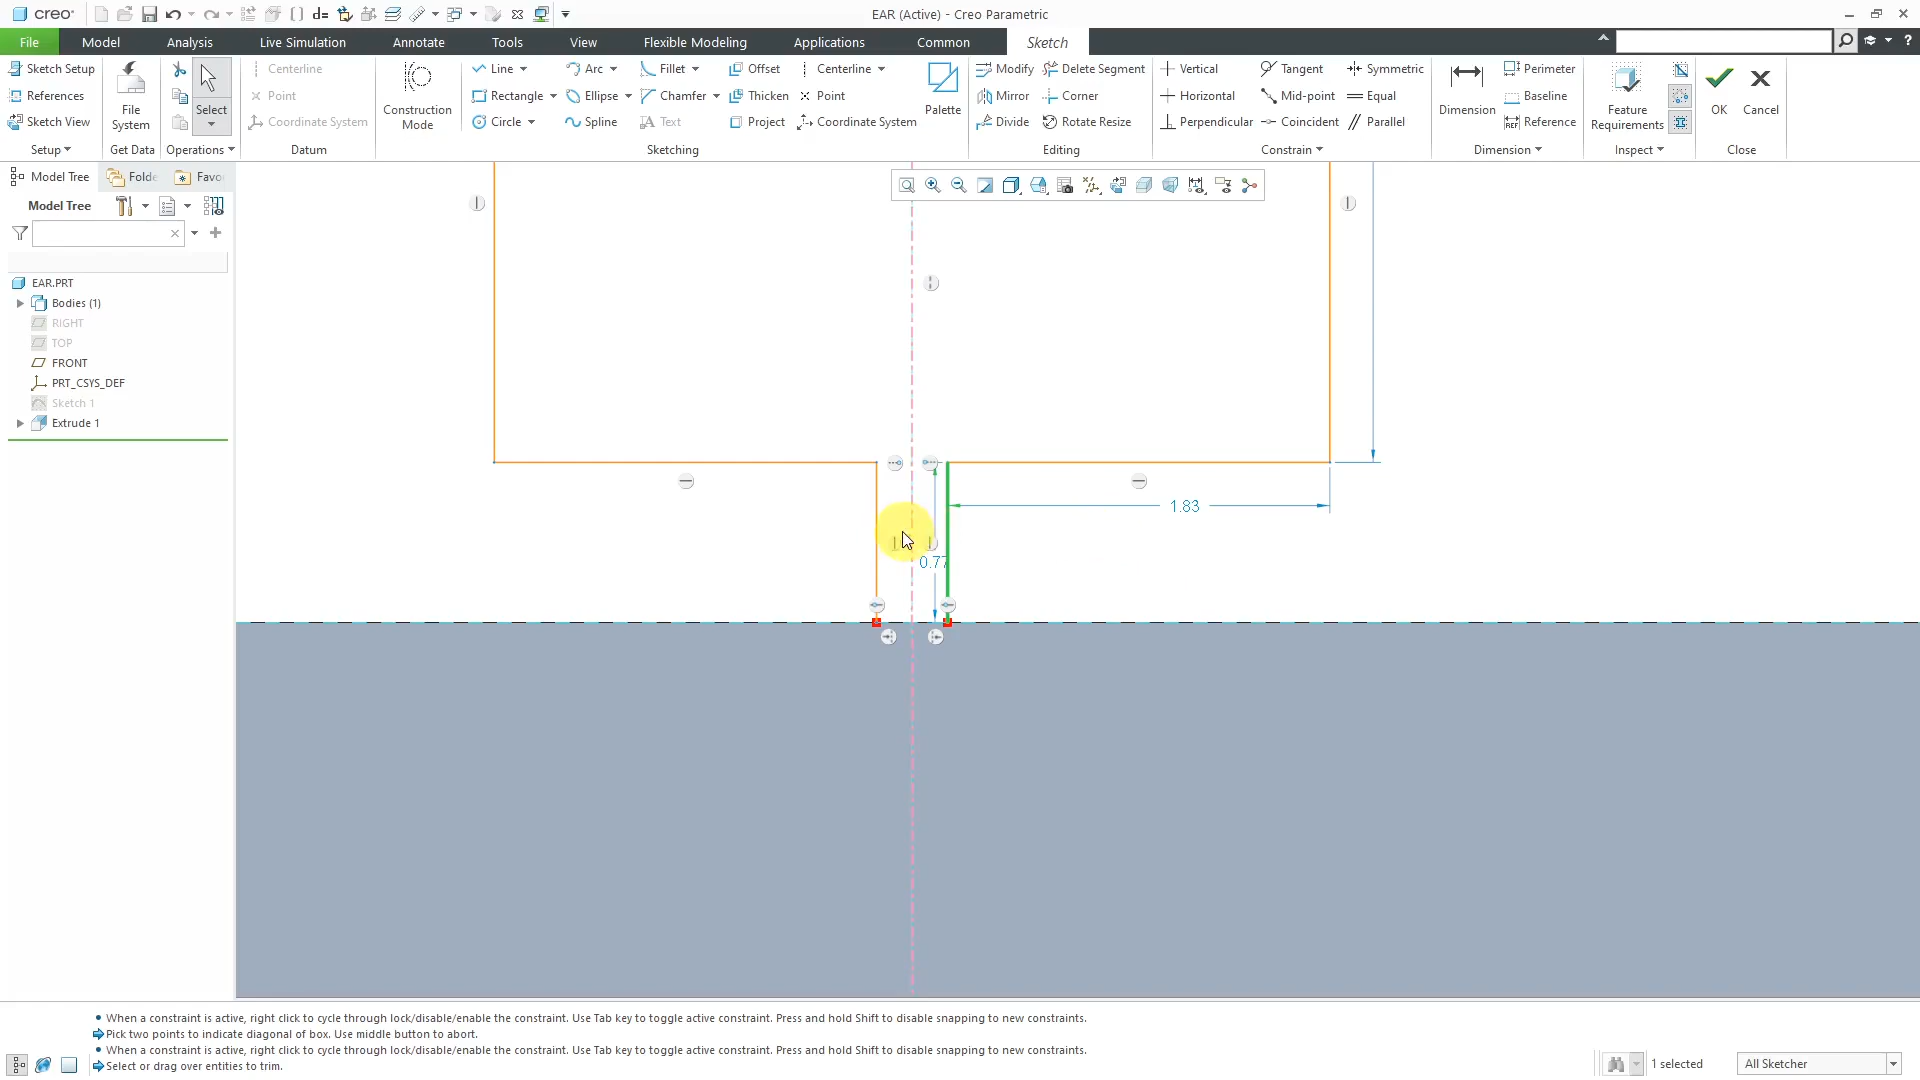 creo
EAR (Active) - Creo Parametric
File Model Analysis Live Simulation Annotate Tools View Flexible Modeling Applications Common Sketch
Sketch Setup
References
Sketch View
Setup
File
System
Get Data
Select
Operations
Centerline
Point
Coordinate System
Datum
Construction
Mode
Line Arc Fillet Offset Centerline
Rectangle Ellipse Chamfer Thicken Point
Circle Spline Text Project Coordinate System
Palette
Sketching
Modify Delete Segment
Mirror Corner
Divide Rotate Resize
Editing
Vertical Tangent Symmetric
Horizontal Mid-point Equal
Perpendicular Coincident Parallel
Constrain
Dimension
Perimeter
Baseline
Reference
Dimension
Feature
Requirements
Inspect
OK Cancel
Close
Model Tree Folde Favo
Model Tree
EAR.PRT
Bodies (1)
RIGHT
TOP
FRONT
PRT_CSYS_DEF
Sketch 1
Extrude 1
1.83
0.77
• When a constraint is active, right click to cycle through lock/disable/enable the constraint. Use Tab key to toggle active constraint. Press and hold Shift to disable snapping to new constraints.
Pick two points to indicate diagonal of box. Use middle button to abort.
• When a constraint is active, right click to cycle through lock/disable/enable the constraint. Use Tab key to toggle active constraint. Press and hold Shift to disable snapping to new constraints.
Select or drag over entities to trim.
1 selected
All Sketcher